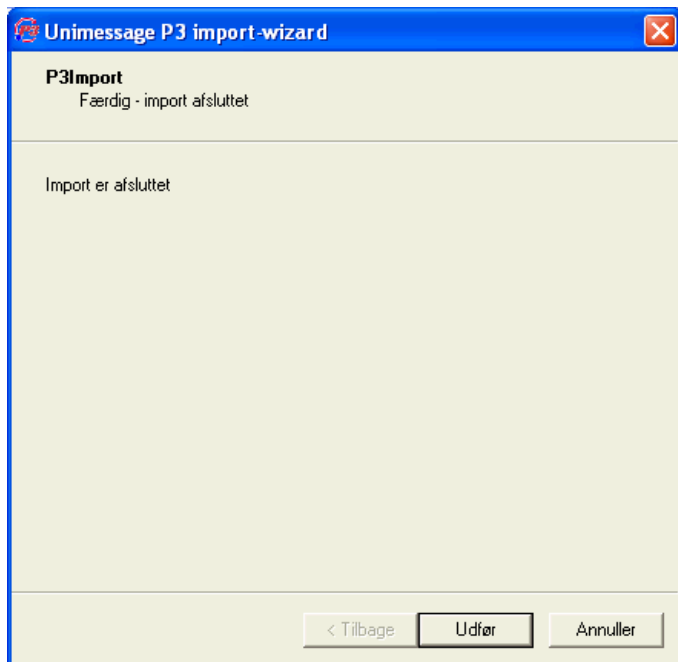 Unimessage P3 import-wizard
P3Import
Færdig - import afsluttet
Import er afsluttet
< Tilbage
Udfør
Annuller